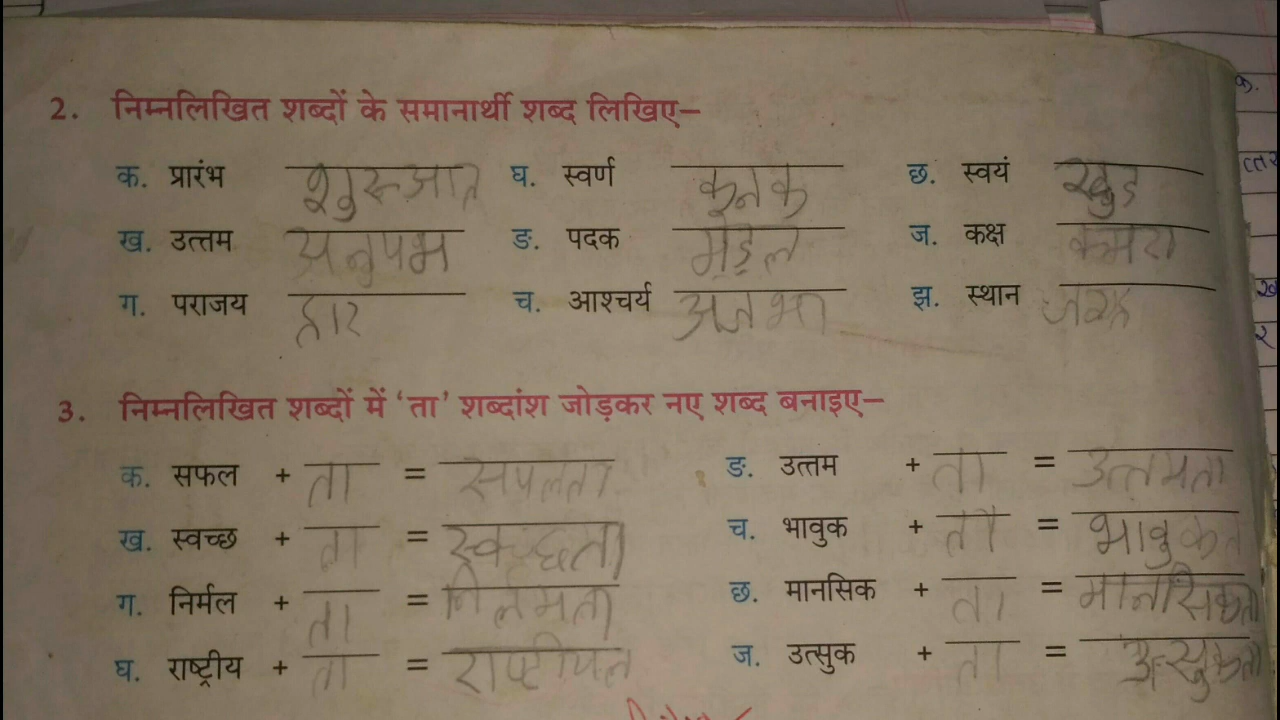 2. निम्नलिखित शब्दों के समानार्थी शब्द लिखिए–
क. प्रारंभ शुरुआत घ. स्वर्ण कनक छ. स्वयं खुद
ख. उत्तम अनुपम ङ. पदक मेडल ज. कक्ष कमरा
ग. पराजय हार च. आश्चर्य झ. स्थान जगह
3. निम्नलिखित शब्दों में 'ता' शब्दांश जोड़कर नए शब्द बनाइए–
क. सफल + ता = सफलता ङ. उत्तम + ता = उत्तमता
ख. स्वच्छ + ता = स्वच्छता च. भावुक + ता = भावुकता
ग. निर्मल + ता = छ. मानसिक + ता = मानसिकता
घ. राष्ट्रीय + ता = राष्टीयता ज. उत्सुक + ता = उत्सुकता